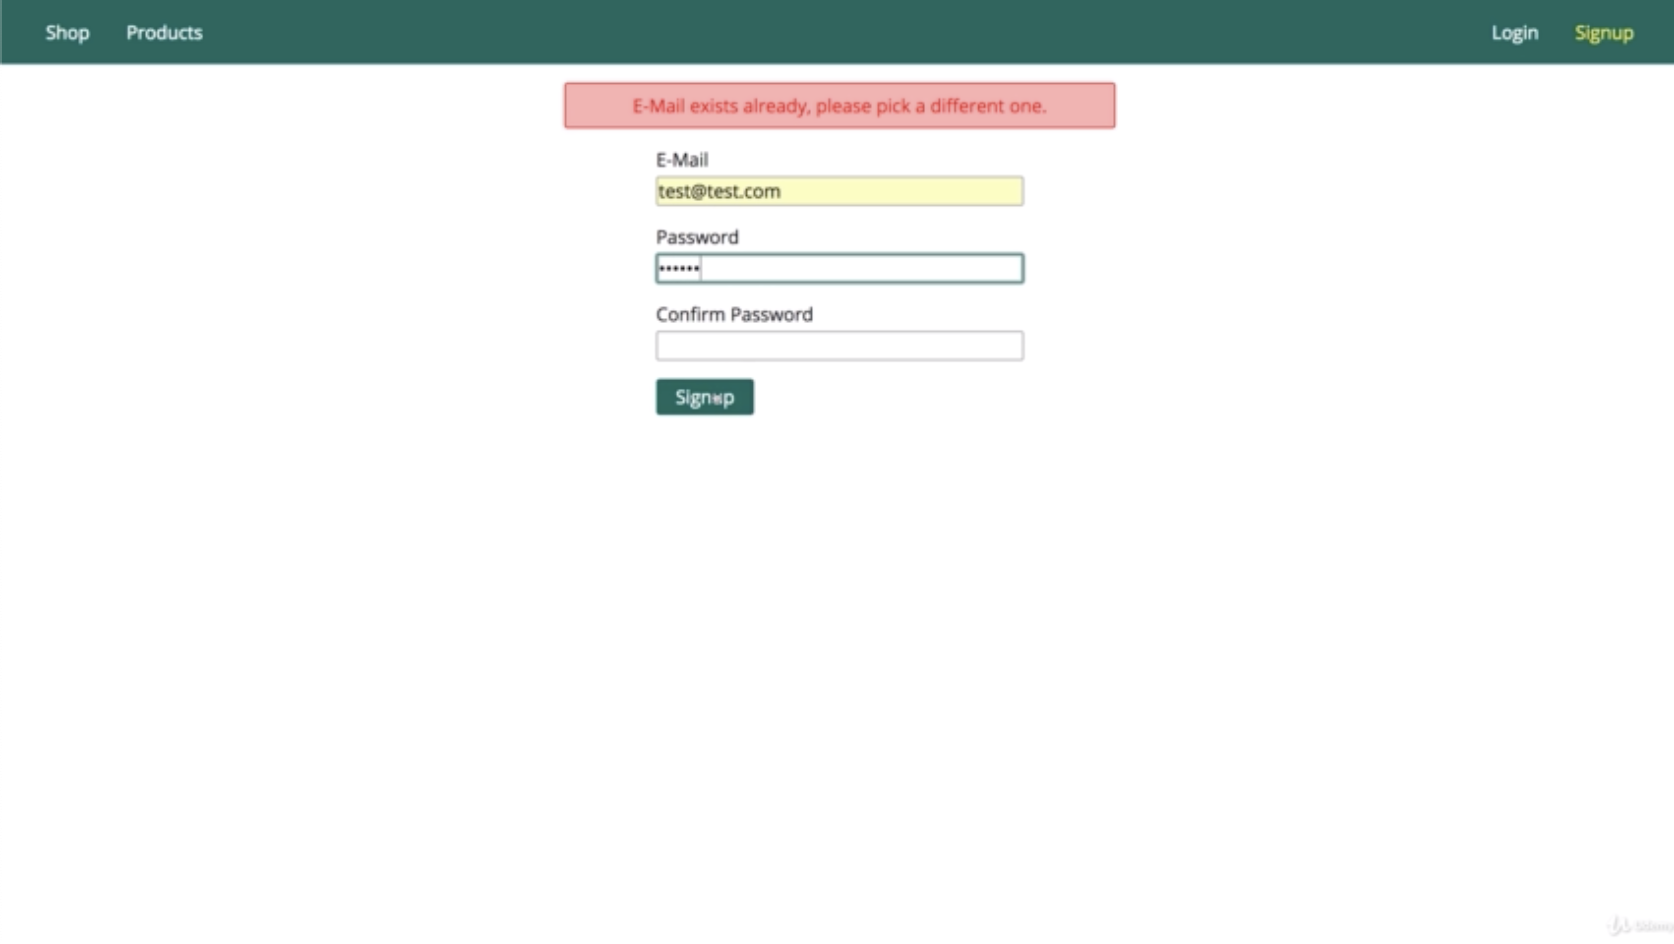 Shop Products Login Signup
E-Mail exists already, please pick a different one.
E-Mail
test@test.com
Password
••••••
Confirm Password
Signup
Udemy